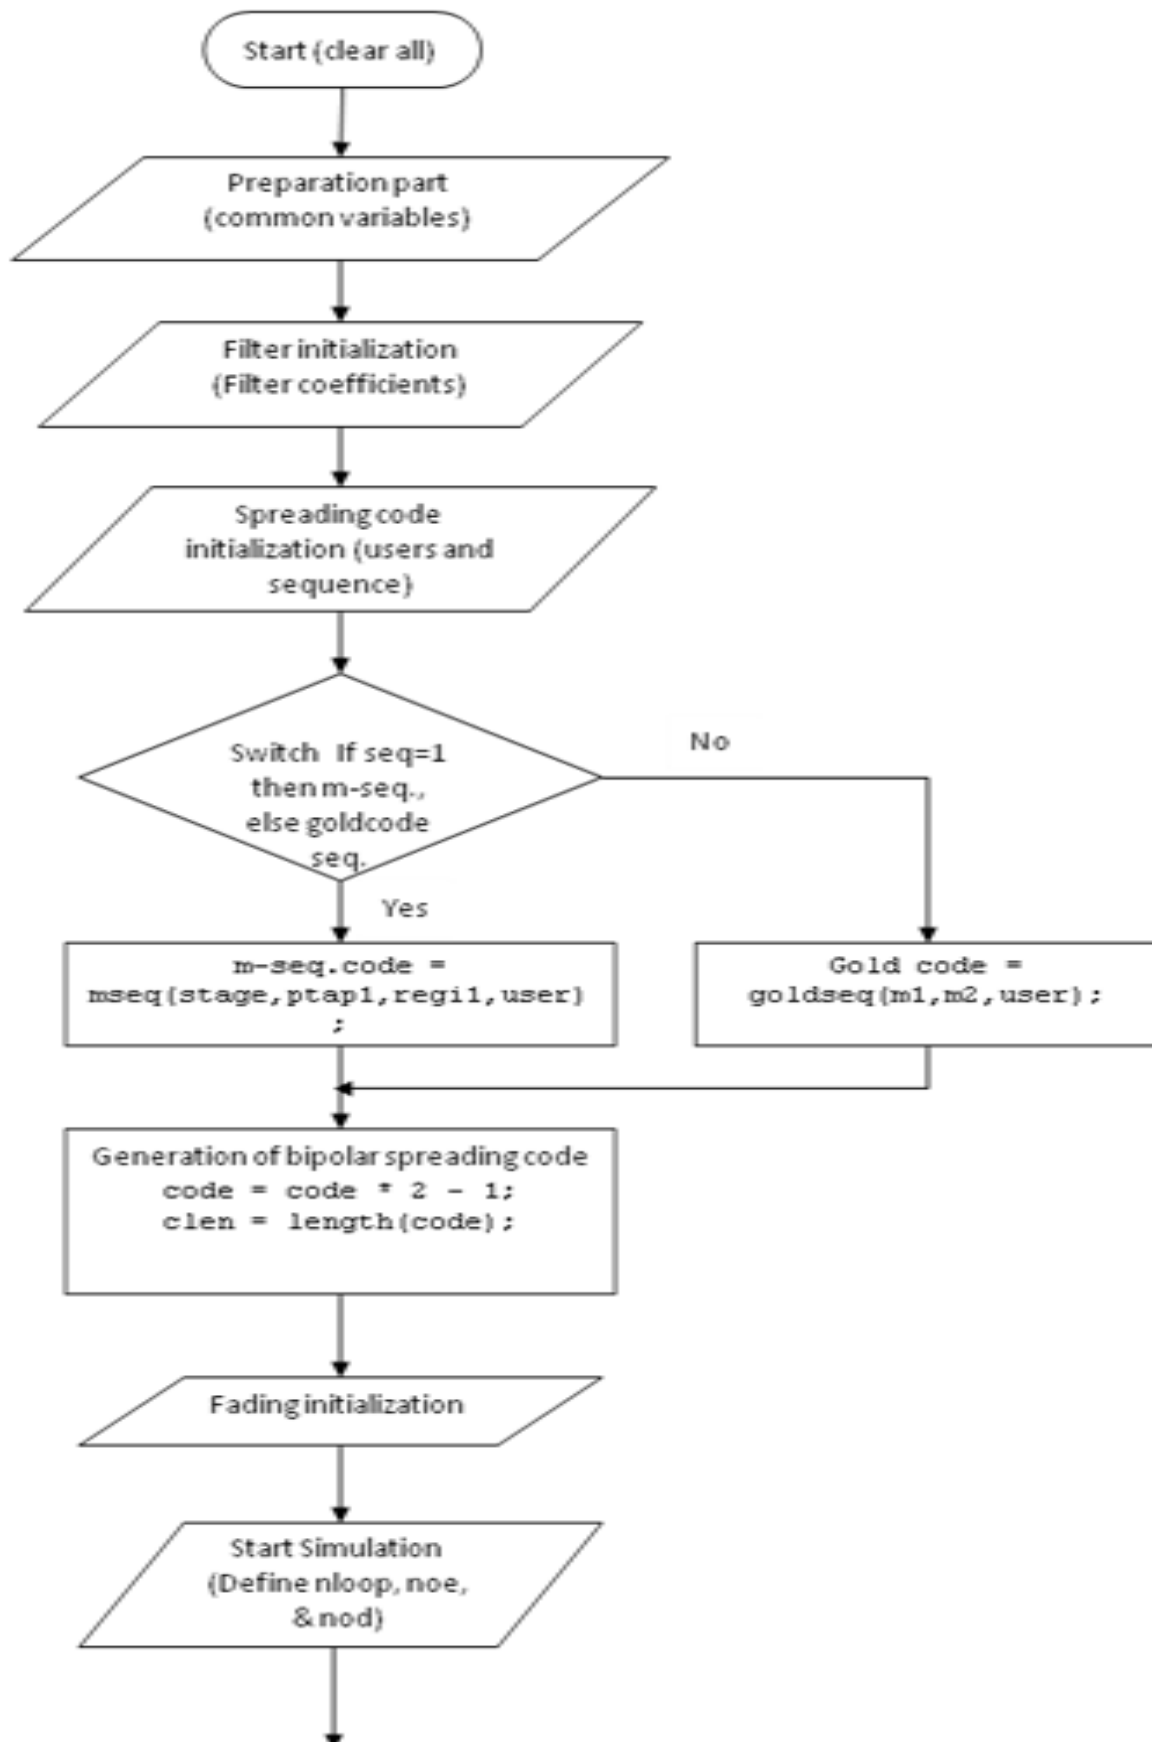 Start (clear all)
Preparation part
(common variables)
Filter initialization
(Filter coefficients)
Spreading code
initialization (users and
sequence)
Switch If seq=1
then m-seq.,
else goldcode
seq.
No
Yes
m-seq.code =
mseq(stage,ptap1,regi1,user)
;
Gold code =
goldseq(m1,m2,user);
Generation of bipolar spreading code
code = code * 2 - 1;
clen = length(code);
Fading initialization
Start Simulation
(Define nloop, noe,
& nod)